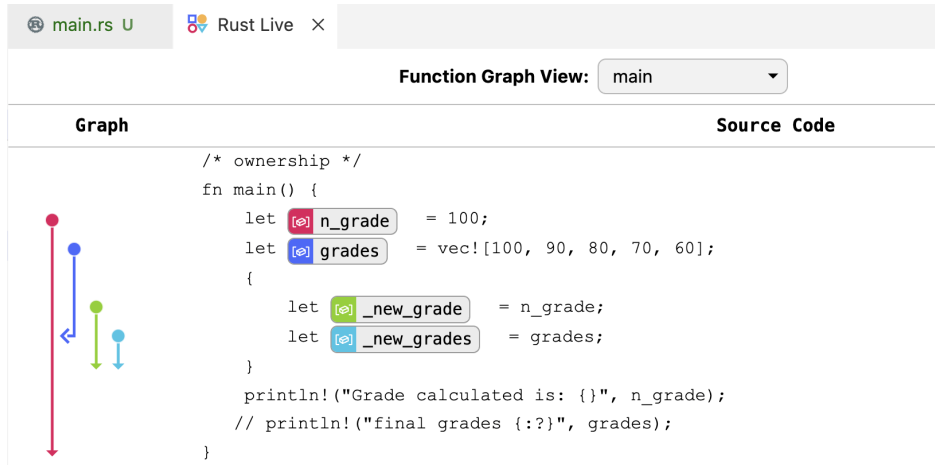 main.rs U Rust Live
Function Graph View: main
Graph Source Code
/* ownership */
fn main() {
let n_grade = 100;
let grades = vec![100, 90, 80, 70, 60];
{
let _new_grade = n_grade;
let _new_grades = grades;
}
println!("Grade calculated is: {}", n_grade);
// println!("final grades {:?}", grades);
}